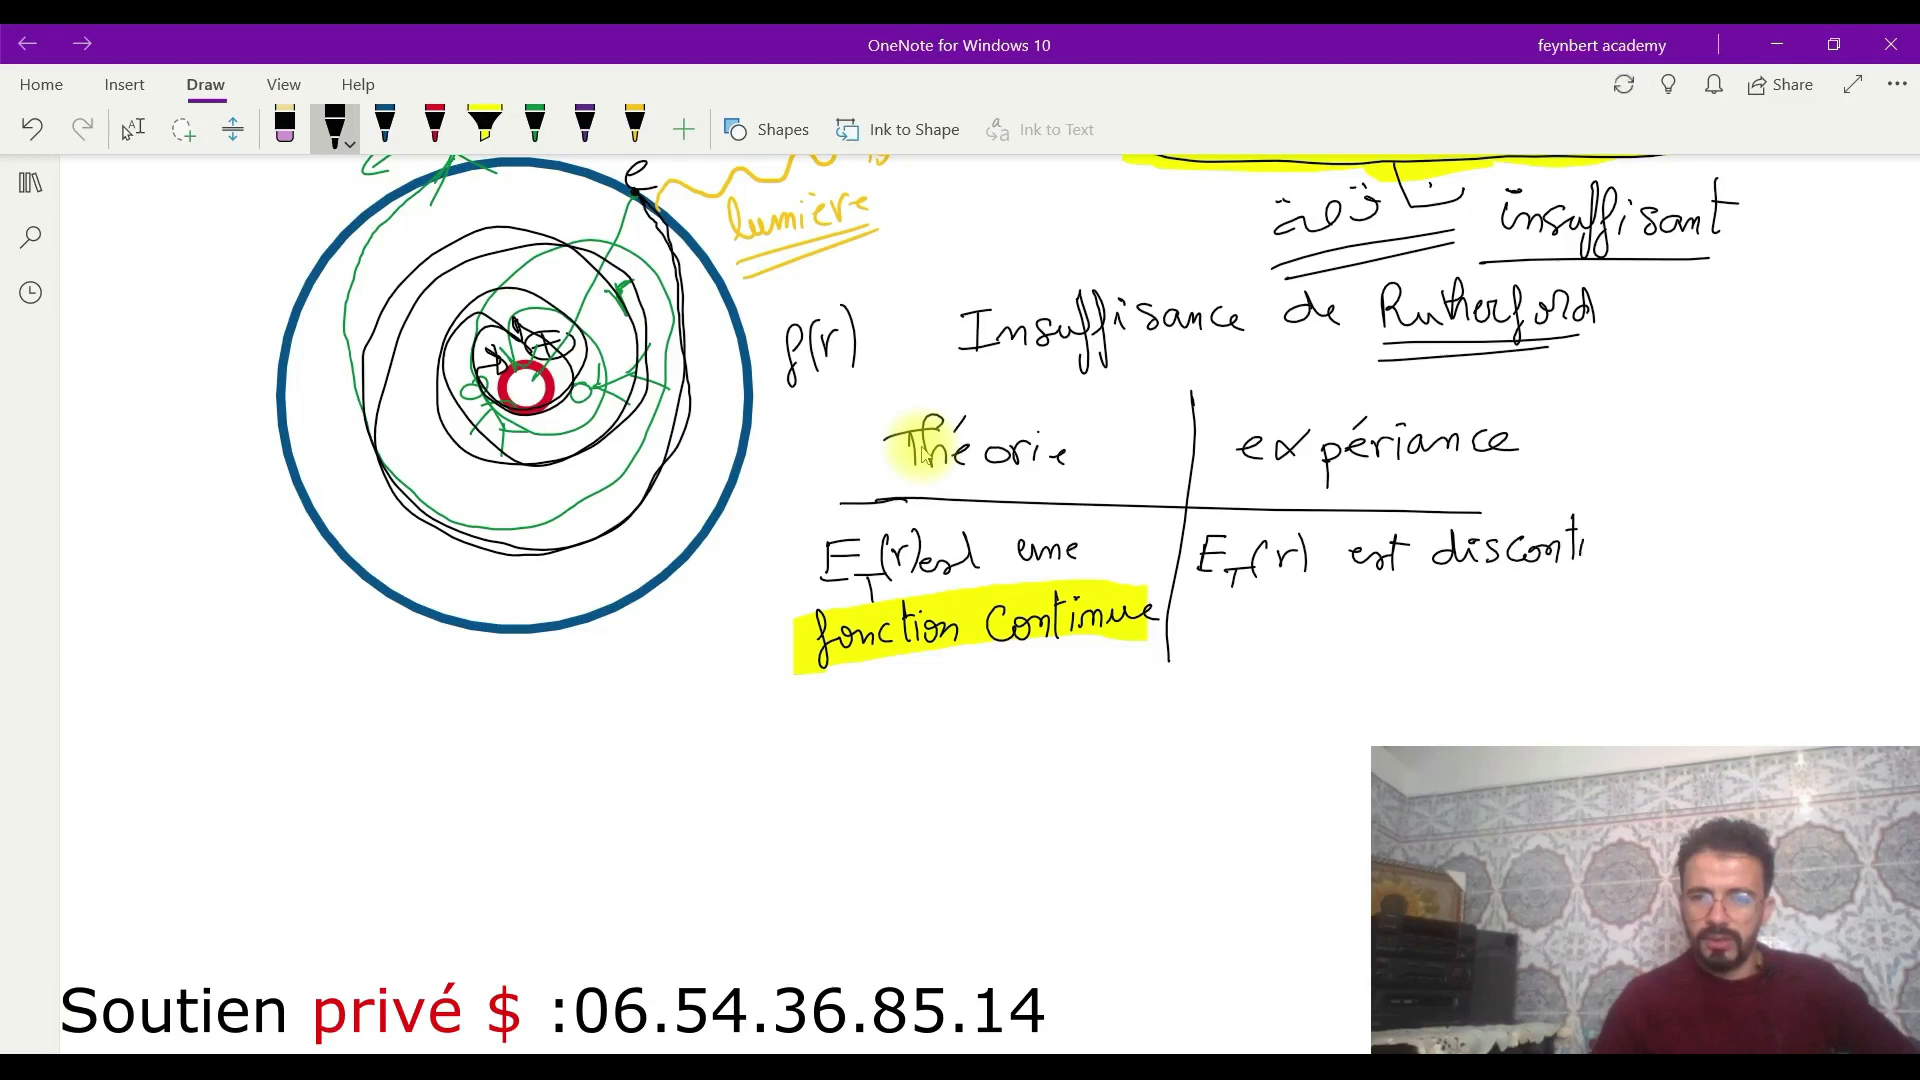 OneNote for Windows 10
feynbert academy
Home Insert Draw View Help
Share
Shapes Ink to Shape Ink to Text
e
lumière
insuffisant
f(r)
Insuffisance de Rutherford
Théorie
expériance
E_T(r) est une
fonction Continue
E_T(r) est disconti
Soutien privé $ :06.54.36.85.14